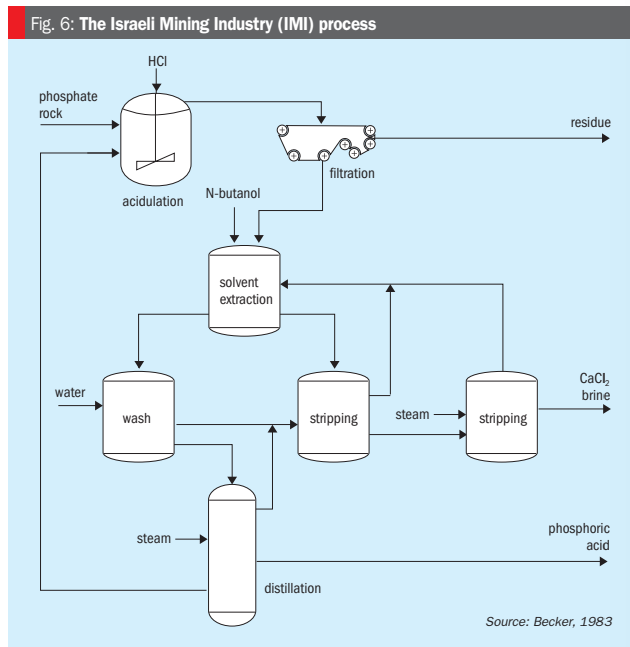 Fig. 6: The Israeli Mining Industry (IMI) process
HCl
phosphate
rock
residue
filtration
acidulation
N-butanol
solvent
extraction
water
wash
stripping
steam
stripping
CaCl₂
brine
steam
phosphoric
acid
distillation
Source: Becker, 1983